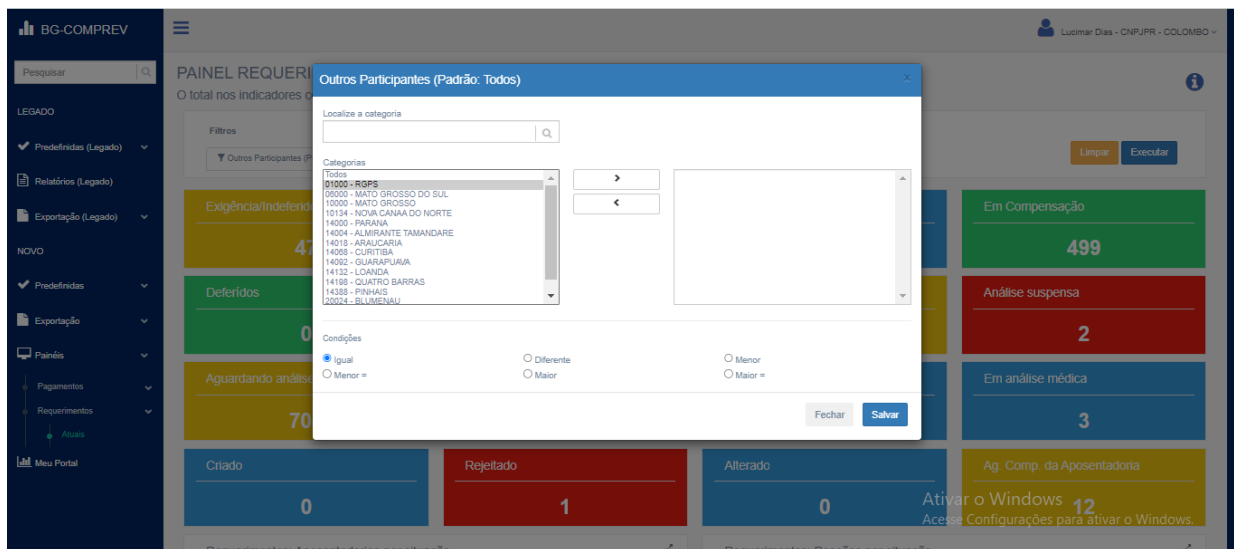 BG-COMPREV
Lucimar Dias - CNPJPR - COLOMBO
Pesquisar
LEGADO
Predefinidas (Legado)
Relatórios (Legado)
Exportação (Legado)
NOVO
Predefinidas
Exportação
Painéis
Pagamentos
Requerimentos
Atuais
Meu Portal
PAINEL REQUERI
O total nos indicadores
Filtros
Outros Participantes
Limpar
Executar
Outros Participantes (Padrão: Todos)
x
Localize a categoria
Categorias
Todos
01000 - RGPS
06000 - MATO GROSSO DO SUL
10000 - MATO GROSSO
10134 - NOVA CANAA DO NORTE
14000 - PARANA
14004 - ALMIRANTE TAMANDARE
14018 - ARAUCARIA
14068 - CURITIBA
14092 - GUARAPUAVA
14132 - LOANDA
14198 - QUATRO BARRAS
14388 - PINHAIS
20024 - BLUMENAU
Condições
Igual
Diferente
Menor
Menor =
Maior
Maior =
Fechar
Salvar
Exigência/Indeferid
47
Em Compensação
499
Deferidos
0
Análise suspensa
2
Aguardando análise
70
Em análise médica
3
Criado
0
Rejeitado
1
Alterado
0
Ag. Comp. da Aposentadoria
12
Ativar o Windows
Acesse Configurações para ativar o Windows.